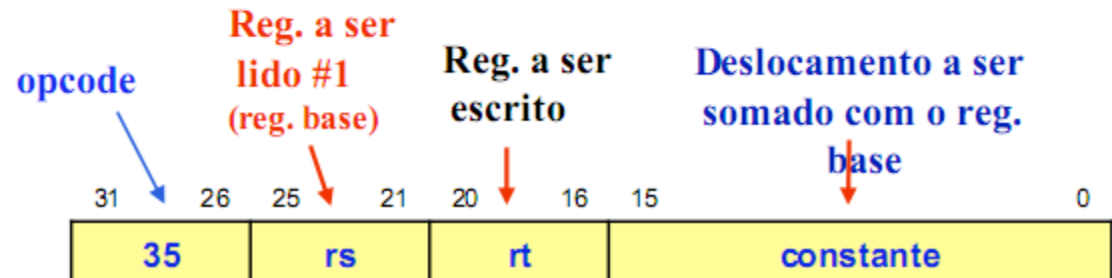 opcode
Reg. a ser
lido #1
(reg. base)
Reg. a ser
escrito
Deslocamento a ser
somado com o reg.
base
31 26 25 21 20 16 15 0
35 rs rt constante